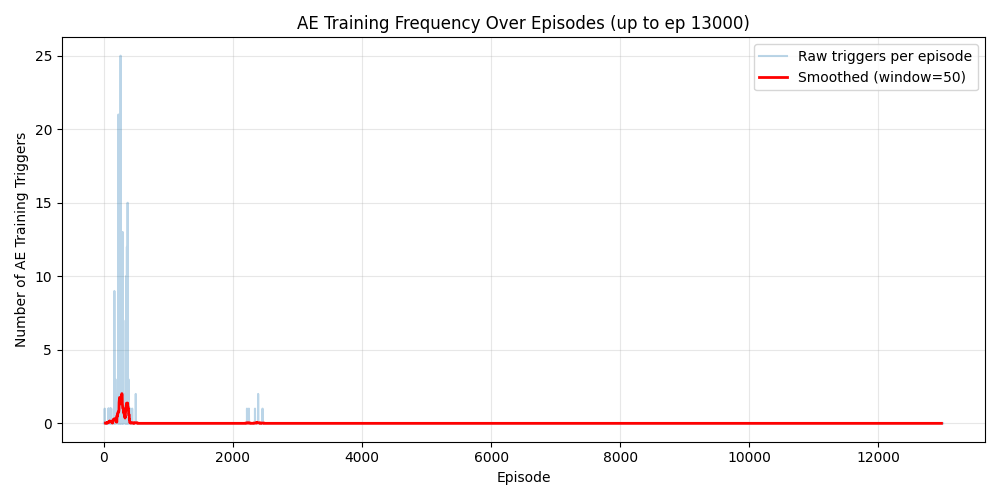 AE Training Frequency Over Episodes (up to ep 13000)
Raw triggers per episode
Smoothed (window=50)
Number of AE Training Triggers
25
20
15
10
5
0
0 2000 4000 6000 8000 10000 12000
Episode